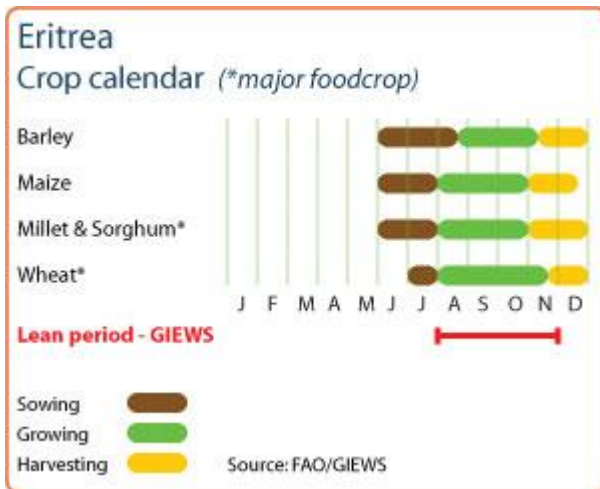 Eritrea
Crop calendar (*major foodcrop)
Barley
Maize
Millet & Sorghum*
Wheat*
J F M A M J J A S O N D
Lean period - GIEWS
Sowing
Growing
Harvesting
Source: FAO/GIEWS